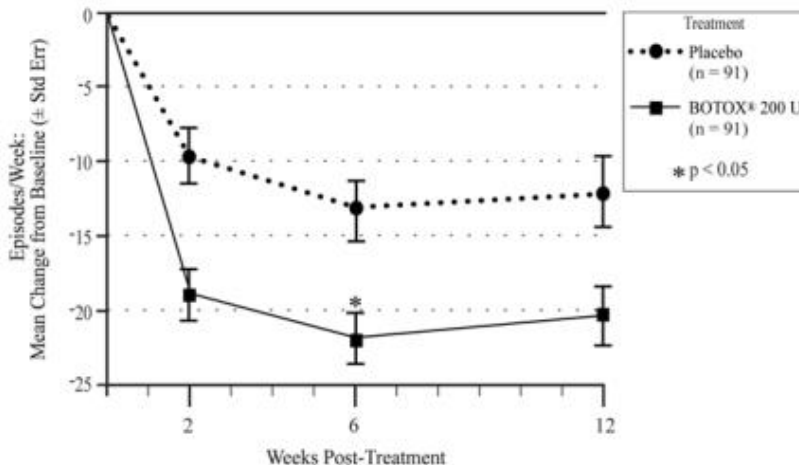 0
-5
-10
-15
-20
-25
Episodes/Week:
Mean Change from Baseline (± Std Err)
*
2
6
12
Weeks Post-Treatment
Treatment
Placebo
(n = 91)
BOTOX® 200 U
(n = 91)
* p < 0.05